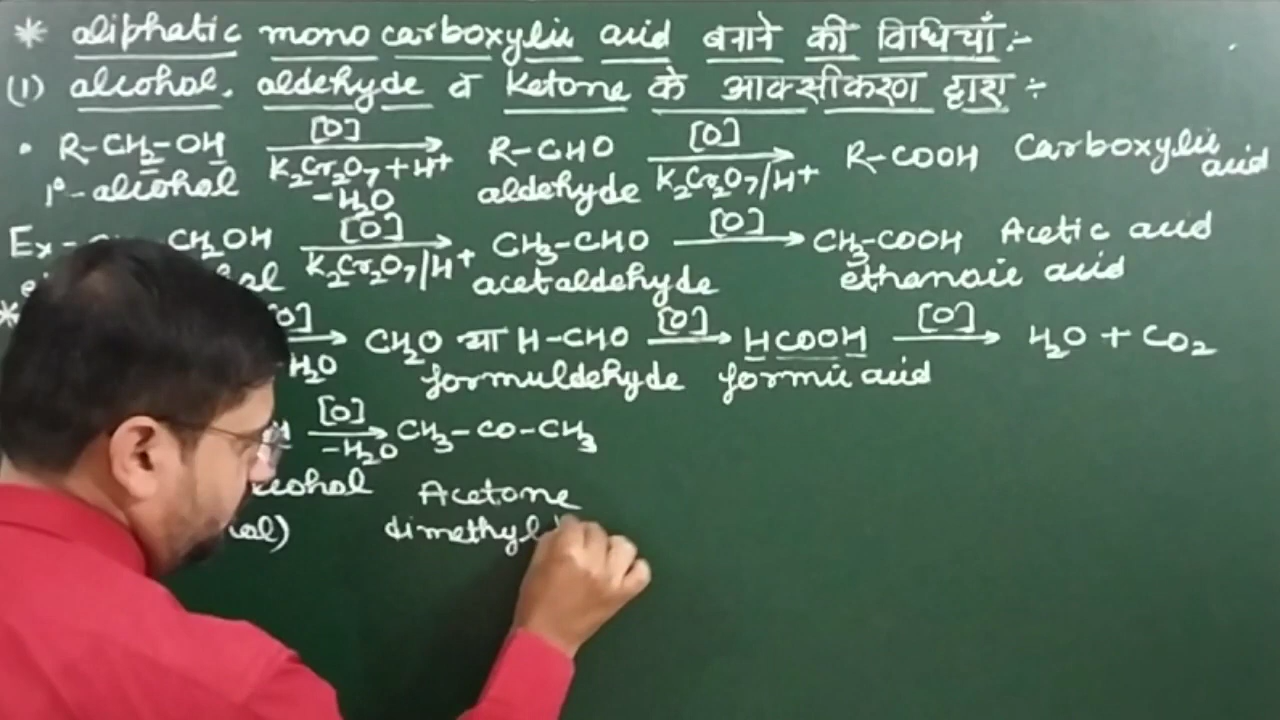 * aliphatic mono carboxylic acid बनाने की विधियाँ :-
(1) alcohol, aldehyde व Ketone के आक्सीकरण द्वारा ÷
• R-CH₂-OH [O] K₂Cr₂O₇+H⁺ -H₂O R-CHO [O] K₂Cr₂O₇/H⁺ R-COOH Carboxylic acid
1°-alcohol aldehyde
Ex- CH₂OH [O] K₂Cr₂O₇/H⁺ CH₃-CHO [O] CH₃-COOH Acetic acid
acetaldehyde ethanoic acid
* [O] H₂O CH₂O या H-CHO [O] HCOOH [O] H₂O + CO₂
formuldehyde formic acid
[O] -H₂O CH₃-CO-CH₃
Acetone
dimethyl